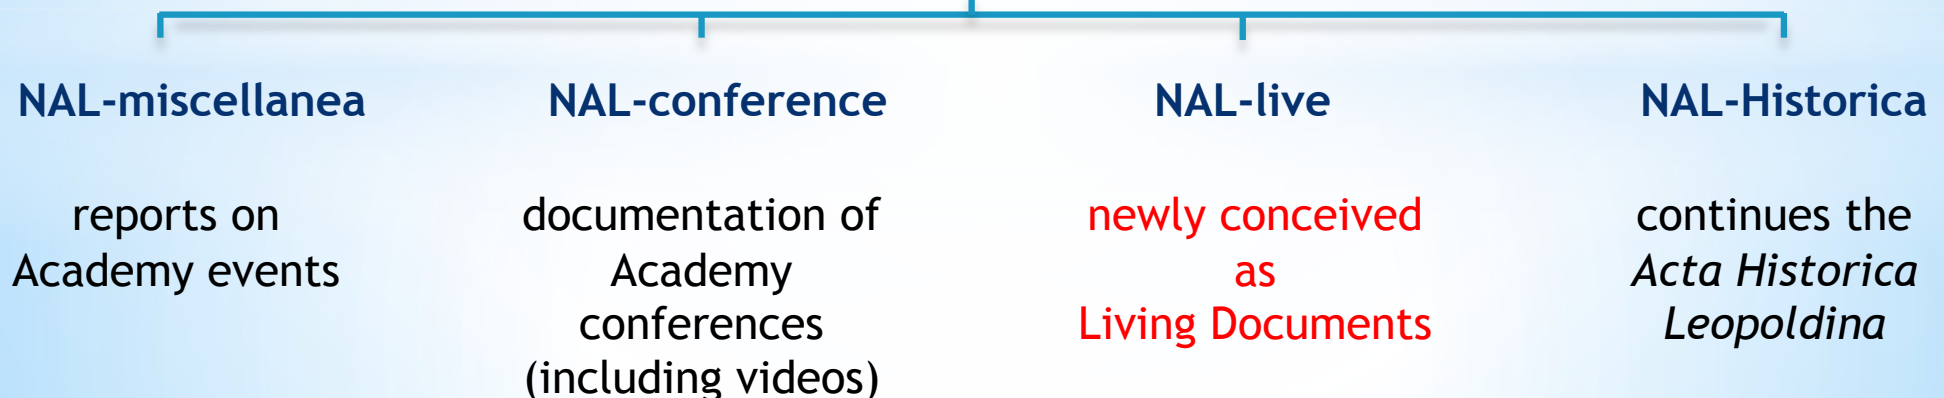 NAL-miscellanea
reports on
Academy events
NAL-conference
documentation of
Academy
conferences
(including videos)
NAL-live
newly conceived
as
Living Documents
NAL-Historica
continues the
Acta Historica
Leopoldina